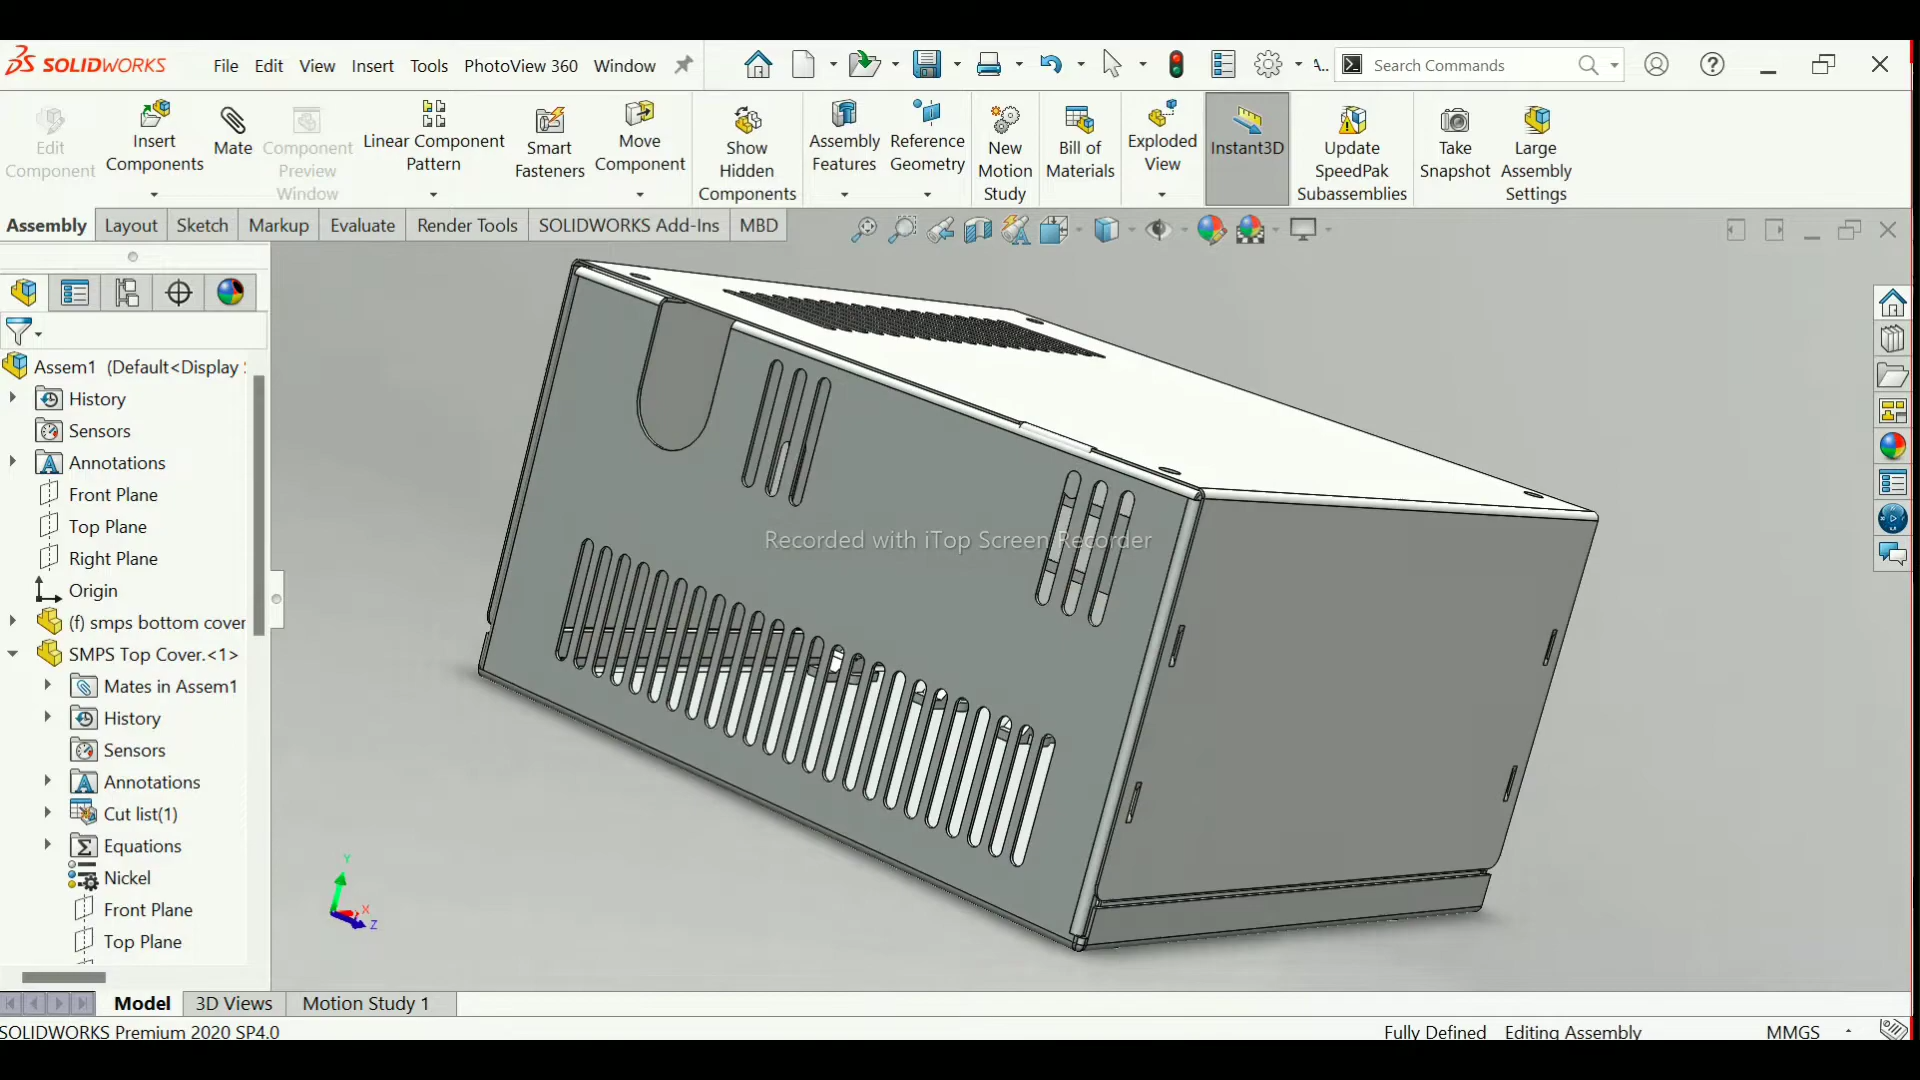 SOLIDWORKS File Edit View Insert Tools PhotoView 360 Window A.. Search Commands
Edit Component
Insert Components
Mate
Component Preview Window
Linear Component Pattern
Smart Fasteners
Move Component
Show Hidden Components
Assembly Features
Reference Geometry
New Motion Study
Bill of Materials
Exploded View
Instant3D
Update SpeedPak Subassemblies
Take Snapshot
Large Assembly Settings
Assembly Layout Sketch Markup Evaluate Render Tools SOLIDWORKS Add-Ins MBD
Assem1 (Default<Display
History
Sensors
Annotations
Front Plane
Top Plane
Right Plane
Origin
(f) smps bottom cover
SMPS Top Cover.<1>
Mates in Assem1
History
Sensors
Annotations
Cut list(1)
Equations
Nickel
Front Plane
Top Plane
Recorded with iTop Screen Recorder
Y
X
Z
Model 3D Views Motion Study 1
SOLIDWORKS Premium 2020 SP4.0 Fully Defined Editing Assembly MMGS